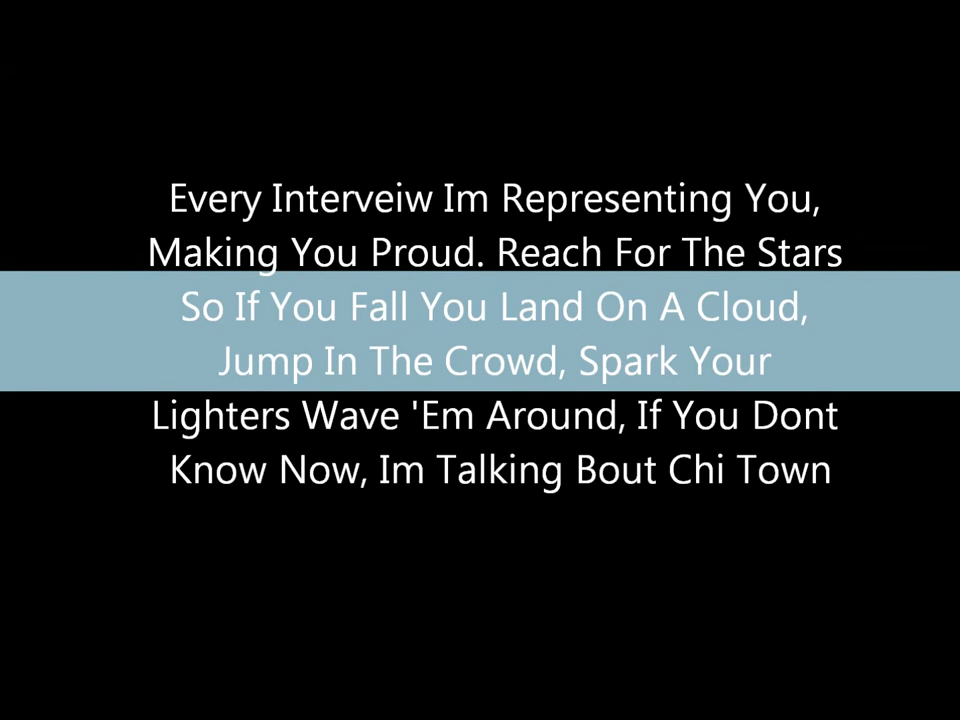 Every Interveiw Im Representing You,
Making You Proud. Reach For The Stars
So If You Fall You Land On A Cloud,
Jump In The Crowd, Spark Your
Lighters Wave 'Em Around, If You Dont
Know Now, Im Talking Bout Chi Town